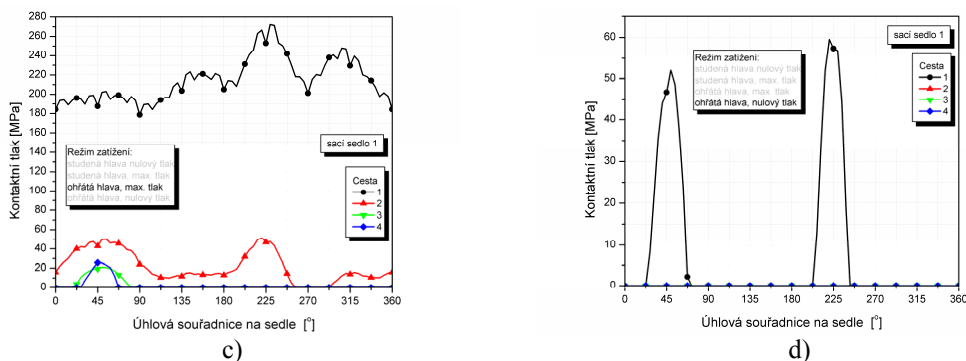 280
260
240
220
200
180
160
140
120
100
80
60
40
20
0
Kontaktní tlak [MPa]
sací sedlo 1
Režim zatížení:
studená hlava nulový tlak
studená hlava, max. tlak
ohřátá hlava, max. tlak
ohřátá hlava, nulový tlak
Cesta
1
2
3
4
0 45 90 135 180 225 270 315 360
Úhlová souřadnice na sedle [°]
c)
60
50
40
30
20
10
0
Kontaktní tlak [MPa]
sací sedlo 1
Režim zatížení:
studená hlava nulový tlak
studená hlava, max. tlak
ohřátá hlava, max. tlak
ohřátá hlava, nulový tlak
Cesta
1
2
3
4
0 45 90 135 180 225 270 315 360
Úhlová souřadnice na sedle [°]
d)